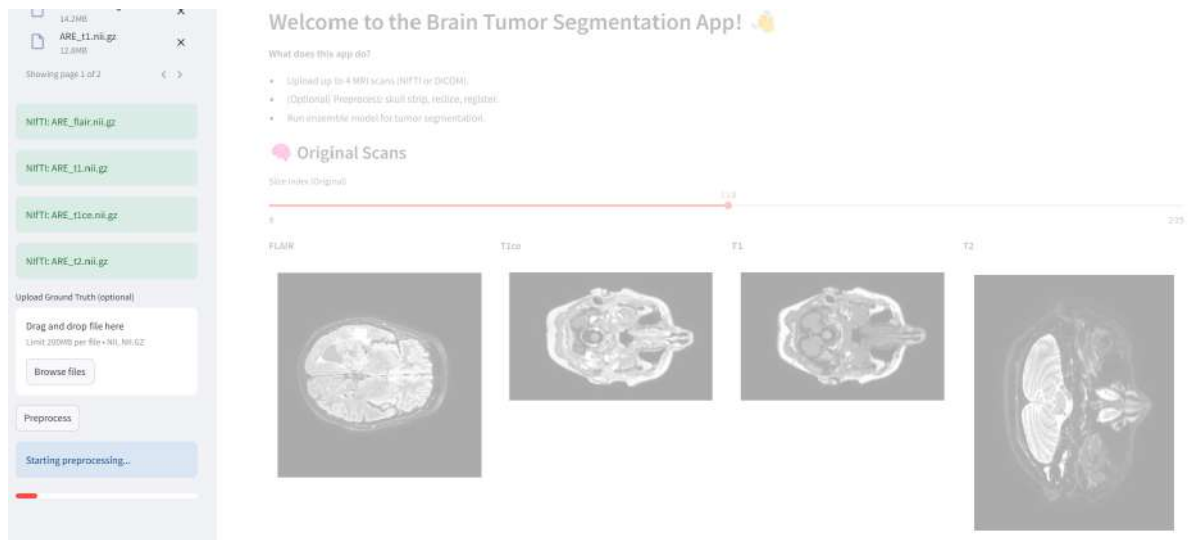 14.2MB
ARE_t1.nii.gz
12.8MB
Showing page 1 of 2
NIfTI: ARE_flair.nii.gz
NIfTI: ARE_t1.nii.gz
NIfTI: ARE_t1ce.nii.gz
NIfTI: ARE_t2.nii.gz
Upload Ground Truth (optional)
Drag and drop file here
Limit 200MB per file • NII, NII.GZ
Browse files
Preprocess
Starting preprocessing...
Welcome to the Brain Tumor Segmentation App!
What does this app do?
• Upload up to 4 MRI scans (NIfTI or DICOM).
• (Optional) Preprocess: skull strip, resize, register.
• Run ensemble model for tumor segmentation.
Original Scans
Slice Index (Original)
0
FLAIR
T1ce
T1
T2